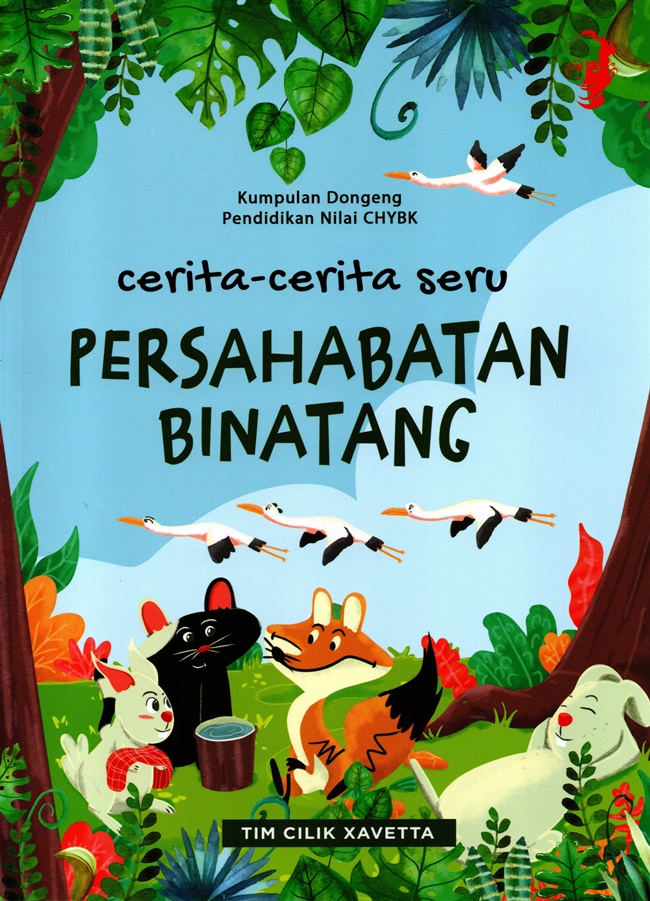 Kumpulan Dongeng
Pendidikan Nilai CHYBK
cerita-cerita seru
PERSAHABATAN
BINATANG
TIM CILIK XAVETTA